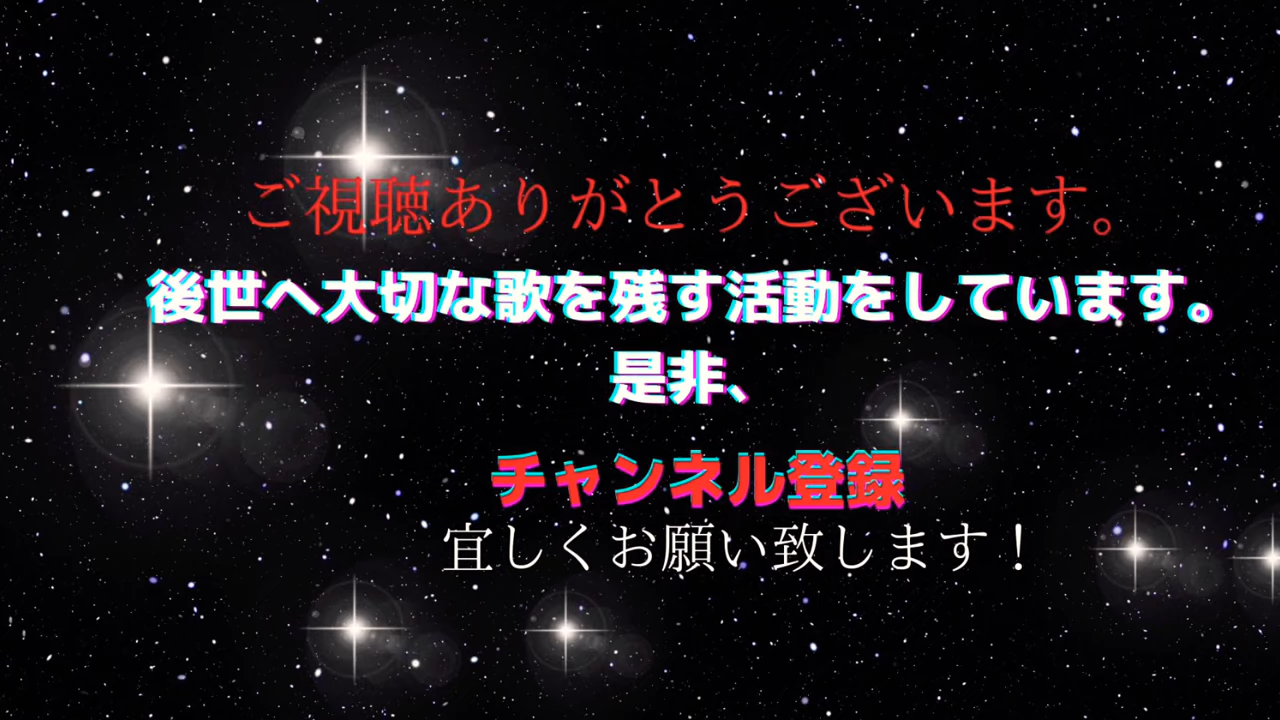 ご視聴ありがとうございます。
後世へ大切な歌を残す活動をしています。
是非、
チャンネル登録
宜しくお願い致します！